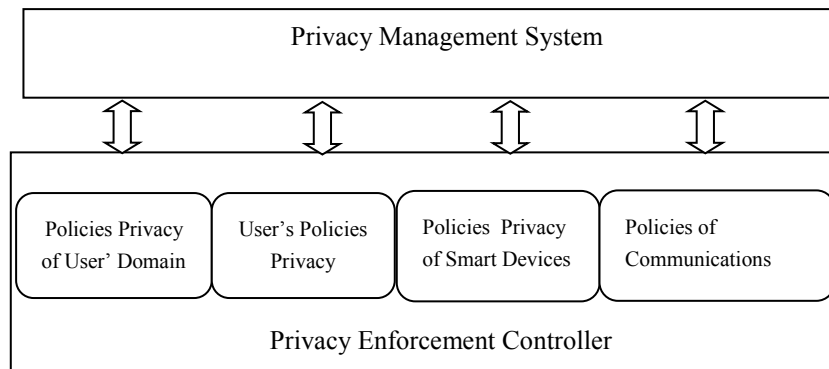 Privacy Management System
Policies Privacy
of User' Domain
User's Policies
Privacy
Policies Privacy
of Smart Devices
Policies of
Communications
Privacy Enforcement Controller